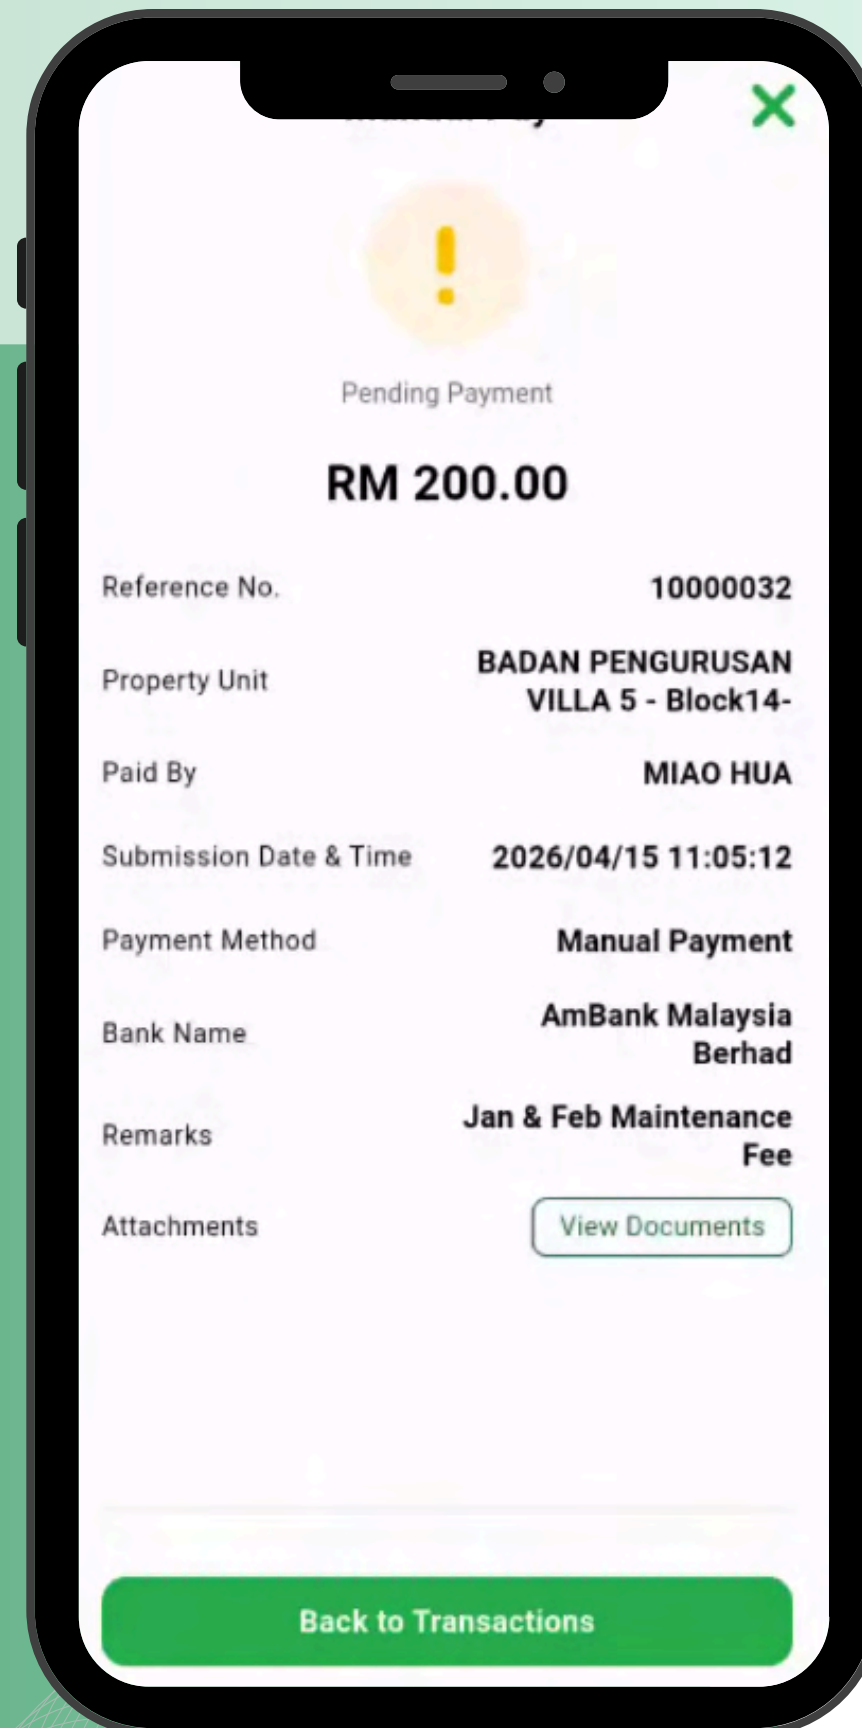 Pending Payment
RM 200.00
Reference No.
10000032
Property Unit
BADAN PENGURUSAN
VILLA 5 - Block14-
Paid By
MIAO HUA
Submission Date & Time
2026/04/15 11:05:12
Payment Method
Manual Payment
Bank Name
AmBank Malaysia
Berhad
Remarks
Jan & Feb Maintenance
Fee
Attachments
View Documents
Back to Transactions